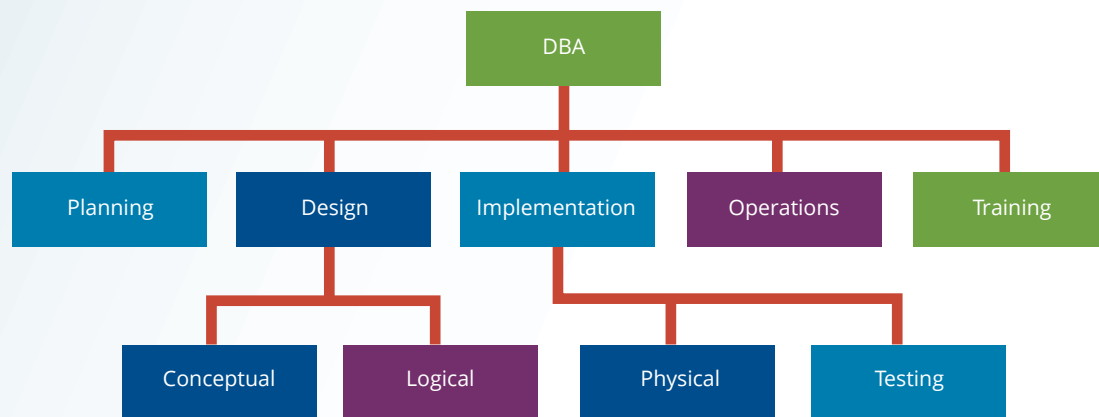 DBA
Planning
Design
Implementation
Operations
Training
Conceptual
Logical
Physical
Testing